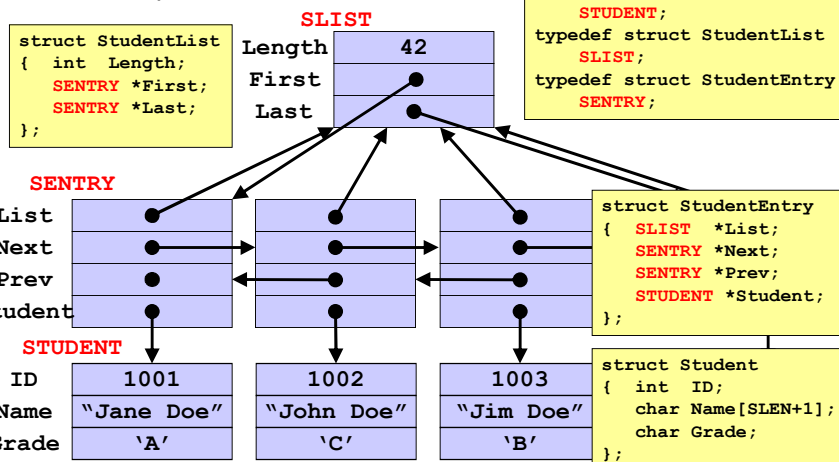 STUDENT;
typedef struct StudentList
SLIST;
typedef struct StudentEntry
SENTRY;
struct StudentList
{ int Length;
SENTRY *First;
SENTRY *Last;
};
SLIST
Length 42
First
Last
SENTRY
List
Next
Prev
Student
struct StudentEntry
{ SLIST *List;
SENTRY *Next;
SENTRY *Prev;
STUDENT *Student;
};
STUDENT
ID 1001 1002 1003
Name “Jane Doe” “John Doe” “Jim Doe”
Grade ‘A’ ‘C’ ‘B’
struct Student
{ int ID;
char Name[SLEN+1];
char Grade;
};